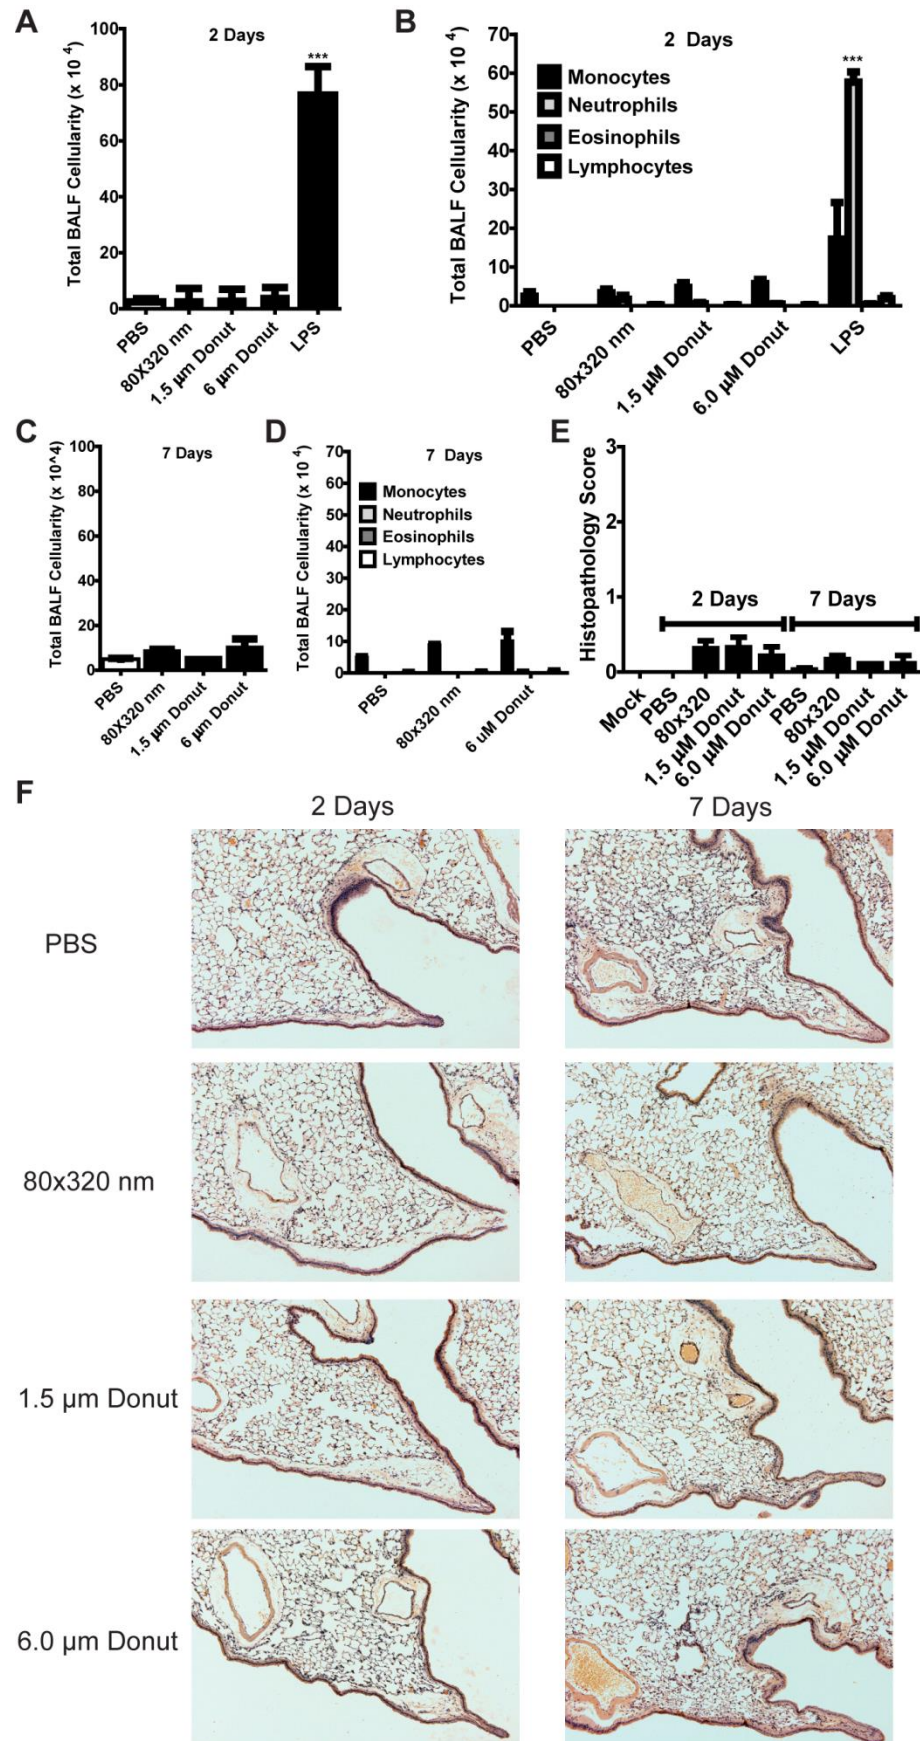 A
2 Days
Total BALF Cellularity (x 10 4)
100
80
60
40
20
0
***
PBS
80X320 nm
1.5 µm Donut
6 µm Donut
LPS
B
2 Days
Total BALF Cellularity (x 10 4)
70
60
50
40
30
20
10
0
Monocytes
Neutrophils
Eosinophils
Lymphocytes
***
PBS
80x320 nm
1.5 µM Donut
6.0 µM Donut
LPS
C
7 Days
Total BALF Cellularity (x 10^4)
100
80
60
40
20
0
PBS
80X320 nm
1.5 µm Donut
6 µm Donut
D
7 Days
Total BALF Cellularity (x 10 4)
70
60
50
40
30
20
10
0
Monocytes
Neutrophils
Eosinophils
Lymphocytes
PBS
80x320 nm
6 uM Donut
E
Histopathology Score
3
2
1
0
2 Days
7 Days
Mock
PBS
80x320
1.5 µM Donut
6.0 µM Donut
PBS
80x320
1.5 µM Donut
6.0 µM Donut
F
2 Days
7 Days
PBS
80x320 nm
1.5 µm Donut
6.0 µm Donut